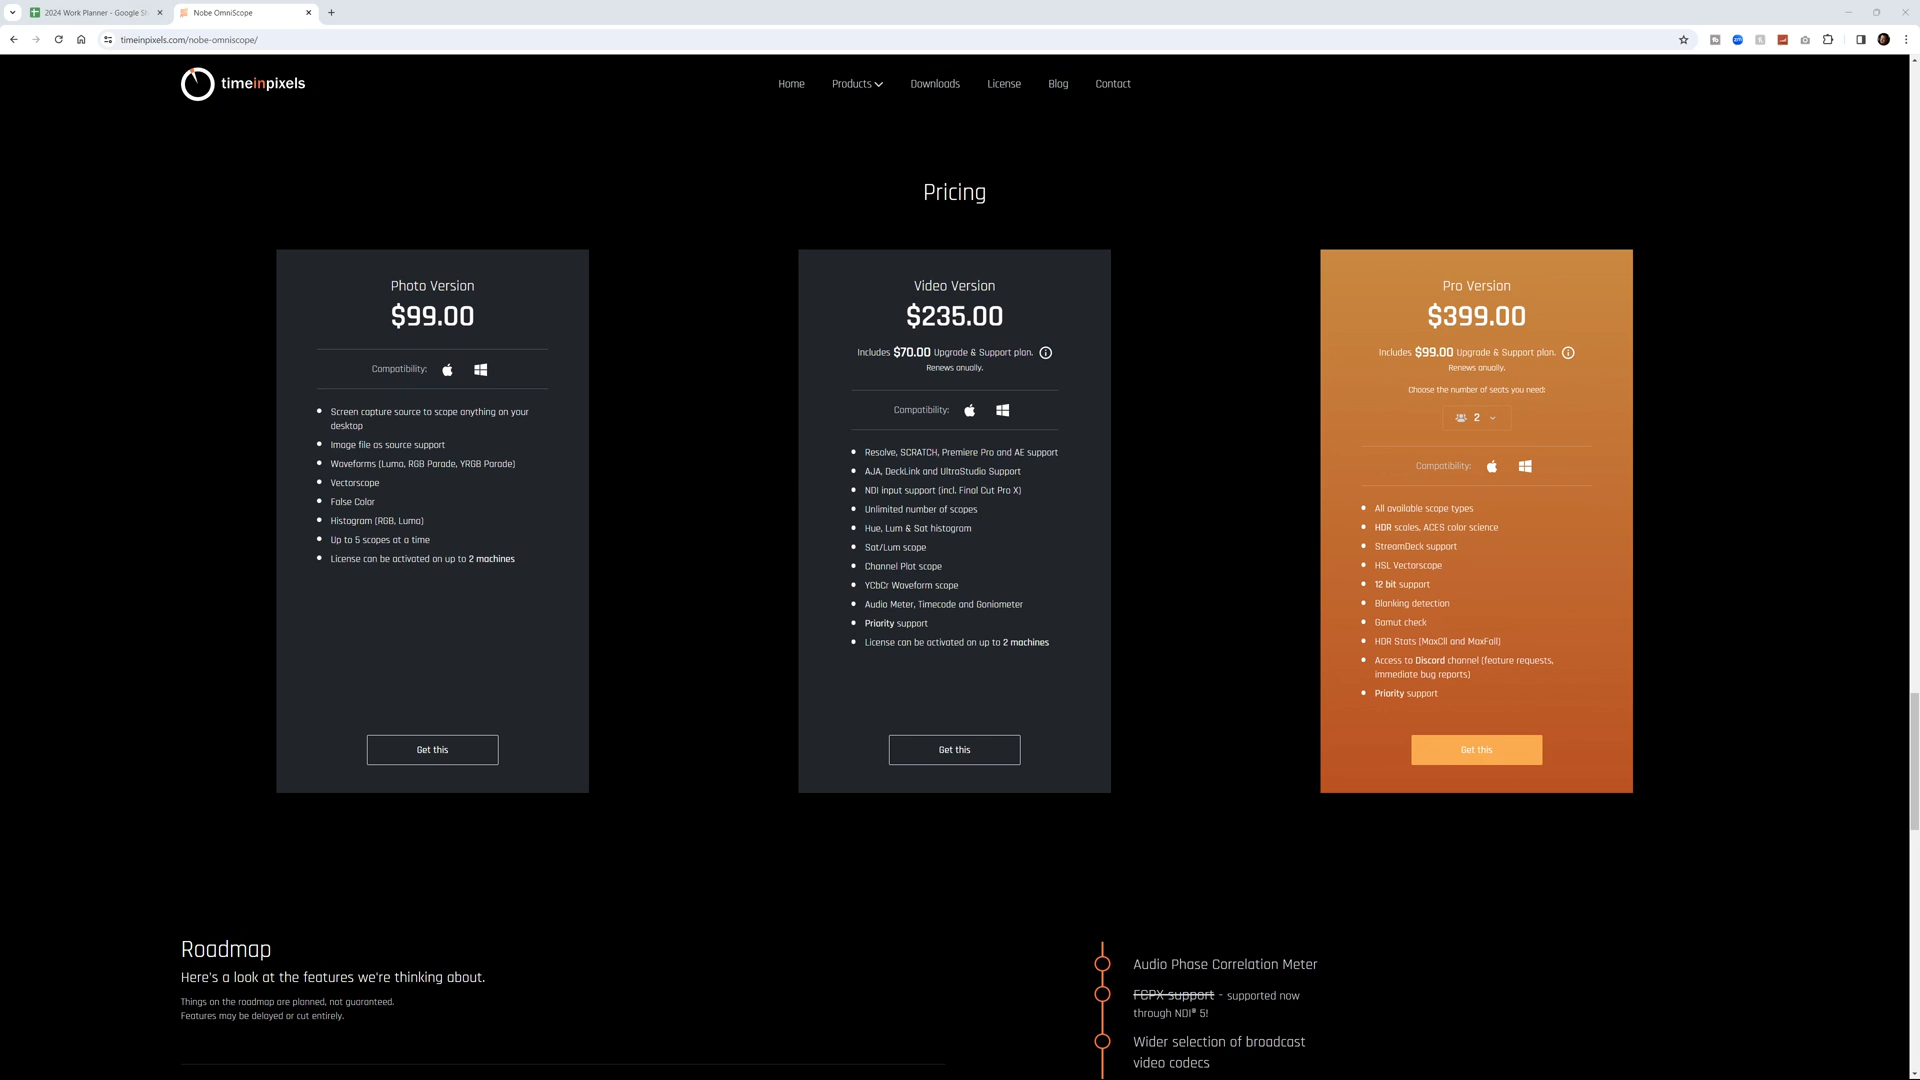 2024 Work Planner - Google Sh
Nobe OmniScope
timeinpixels.com/nobe-omniscope/
timeinpixels
Home
Products
Downloads
License
Blog
Contact
Pricing
Photo Version
$99.00
Compatibility:
Screen capture source to scope anything on your
desktop
Image file as source support
Waveforms (Luma, RGB Parade, YRGB Parade)
Vectorscope
False Color
Histogram (RGB, Luma)
Up to 5 scopes at a time
License can be activated on up to 2 machines
Get this
Video Version
$235.00
Includes $70.00 Upgrade & Support plan.
Renews anually.
Compatibility:
Resolve, SCRATCH, Premiere Pro and AE support
AJA, DeckLink and UltraStudio Support
NDI input support (incl. Final Cut Pro X)
Unlimited number of scopes
Hue, Lum & Sat histogram
Sat/Lum scope
Channel Plot scope
YCbCr Waveform scope
Audio Meter, Timecode and Goniometer
Priority support
License can be activated on up to 2 machines
Get this
Pro Version
$399.00
Includes $99.00 Upgrade & Support plan.
Renews anually.
Choose the number of seats you need:
2
Compatibility:
All available scope types
HDR scales, ACES color science
StreamDeck support
HSL Vectorscope
12 bit support
Blanking detection
Gamut check
HDR Stats (MaxCll and MaxFall)
Access to Discord channel (feature requests,
immediate bug reports)
Priority support
Get this
Roadmap
Here's a look at the features we're thinking about.
Things on the roadmap are planned, not guaranteed.
Features may be delayed or cut entirely.
Audio Phase Correlation Meter
FCPX support - supported now
through NDI® 5!
Wider selection of broadcast
video codecs